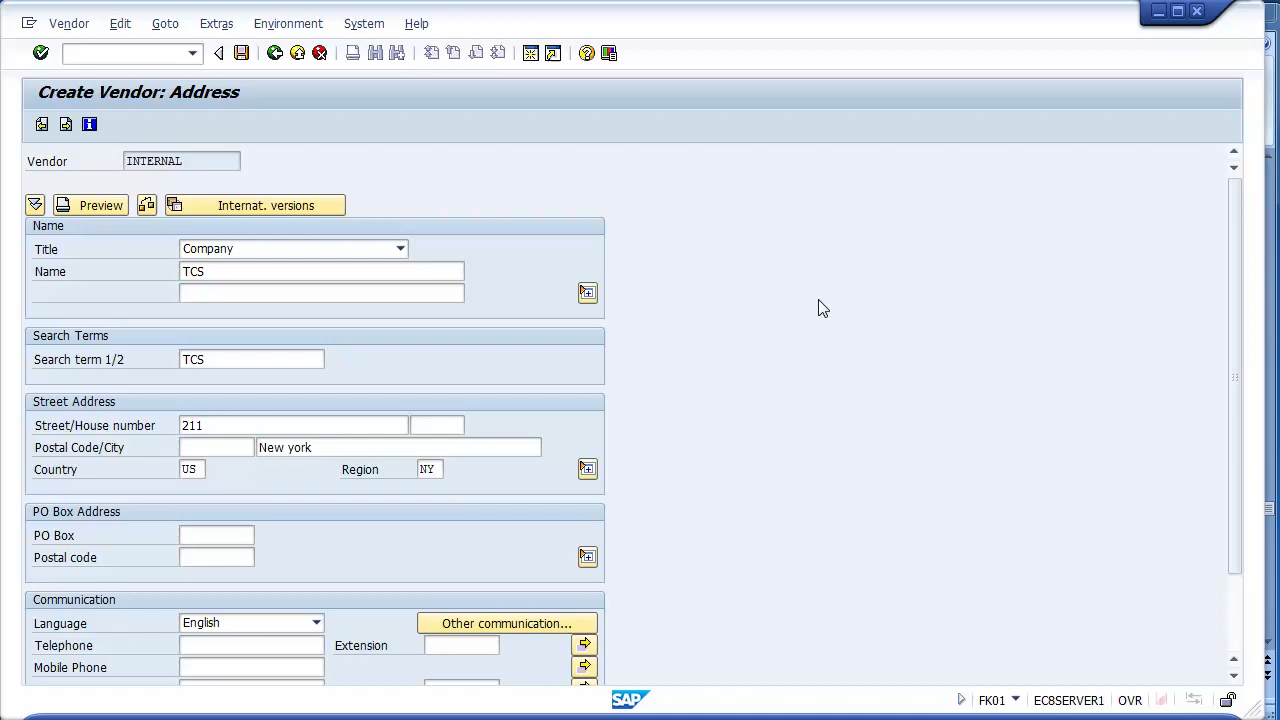 Vendor Edit Goto Extras Environment System Help
Create Vendor: Address
Vendor INTERNAL
Preview Internat. versions
Name
Title Company
Name TCS
Search Terms
Search term 1/2 TCS
Street Address
Street/House number 211
Postal Code/City New york
Country US Region NY
PO Box Address
PO Box
Postal code
Communication
Language English Other communication...
Telephone Extension
Mobile Phone
SAP FK01 EC8SERVER1 OVR